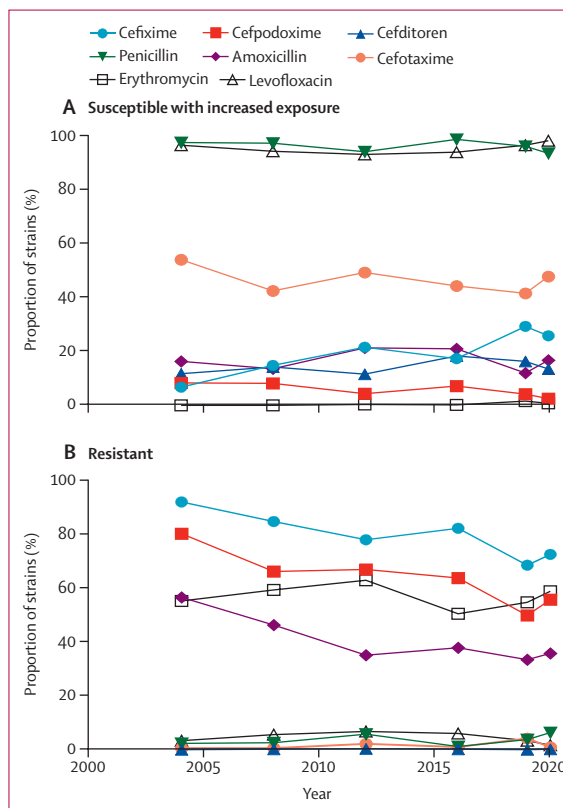 Cefixime Cefpodoxime Cefditoren
Penicillin Amoxicillin Cefotaxime
Erythromycin Levofloxacin
A Susceptible with increased exposure
100
80
60
40
20
0
Proportion of strains (%)
B Resistant
100
80
60
40
20
0
Proportion of strains (%)
2000 2005 2010 2015 2020
Year